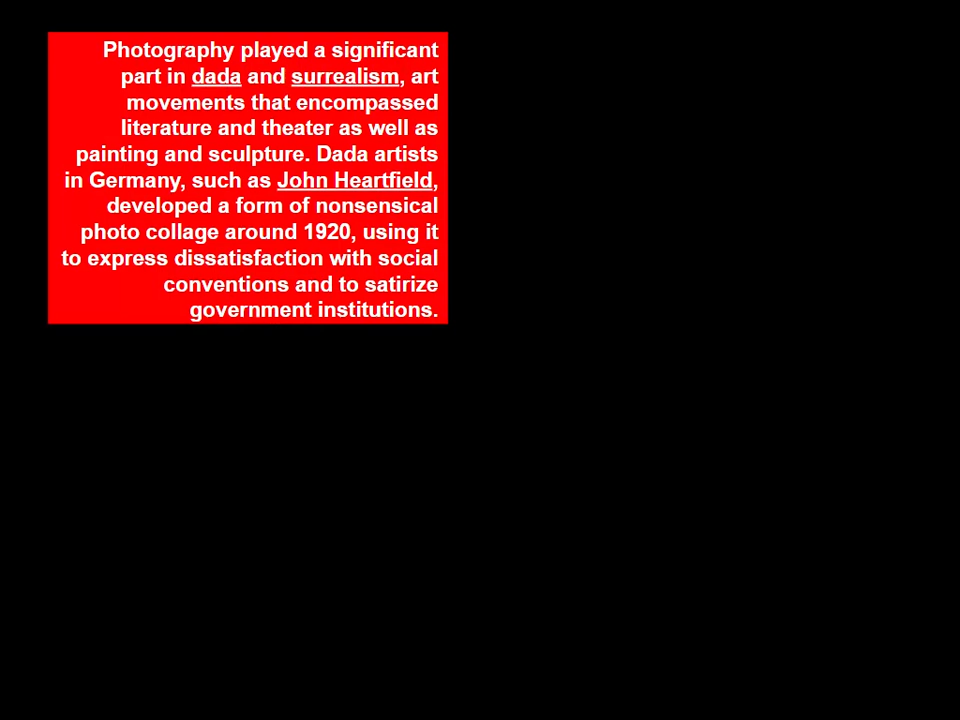 Photography played a significant
part in dada and surrealism, art
movements that encompassed
literature and theater as well as
painting and sculpture. Dada artists
in Germany, such as John Heartfield,
developed a form of nonsensical
photo collage around 1920, using it
to express dissatisfaction with social
conventions and to satirize
government institutions.